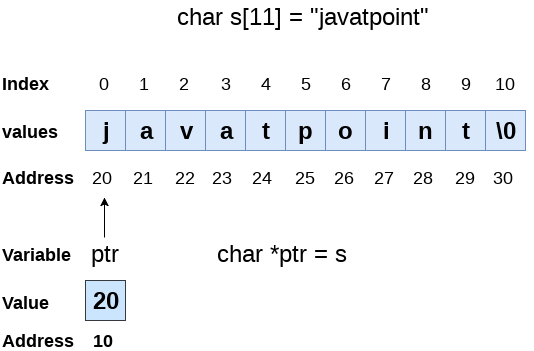 char s[11] = "javatpoint"
Index 0 1 2 3 4 5 6 7 8 9 10
values j a v a t p o i n t \0
Address 20 21 22 23 24 25 26 27 28 29 30
Variable ptr char *ptr = s
Value 20
Address 10